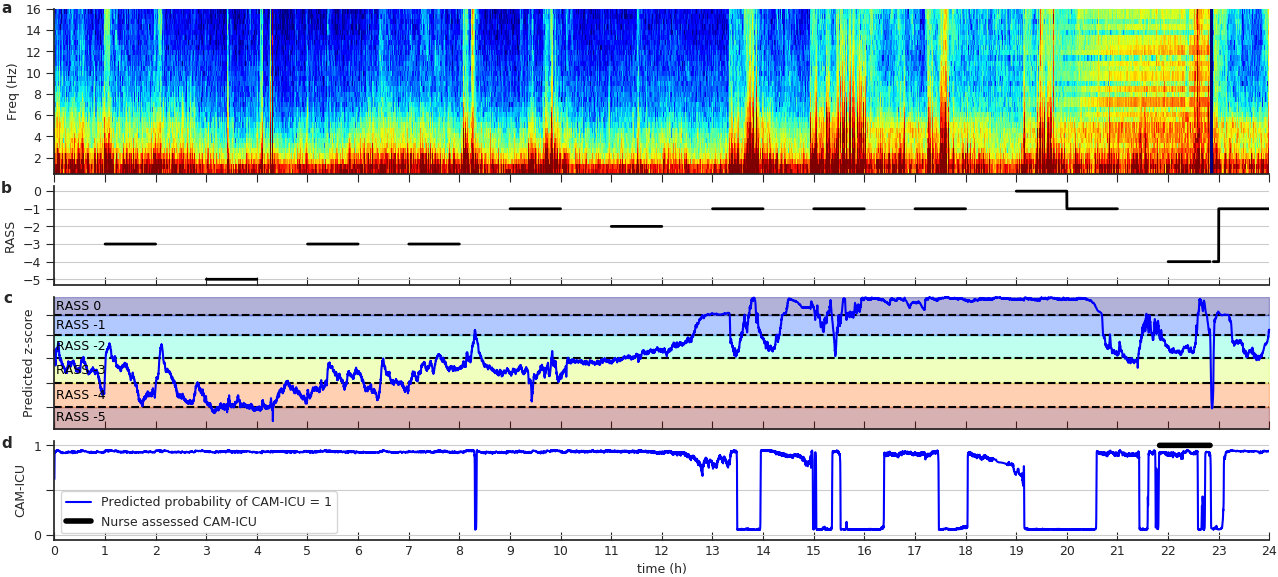 a
16
14
12
10
8
6
4
2
Freq (Hz)
b
0
−1
−2
−3
−4
−5
RASS
c
RASS 0
RASS -1
RASS -2
RASS -3
RASS -4
RASS -5
Predicted z-score
d
1
0
CAM-ICU
Predicted probability of CAM-ICU = 1
Nurse assessed CAM-ICU
0 1 2 3 4 5 6 7 8 9 10 11 12 13 14 15 16 17 18 19 20 21 22 23 24
time (h)